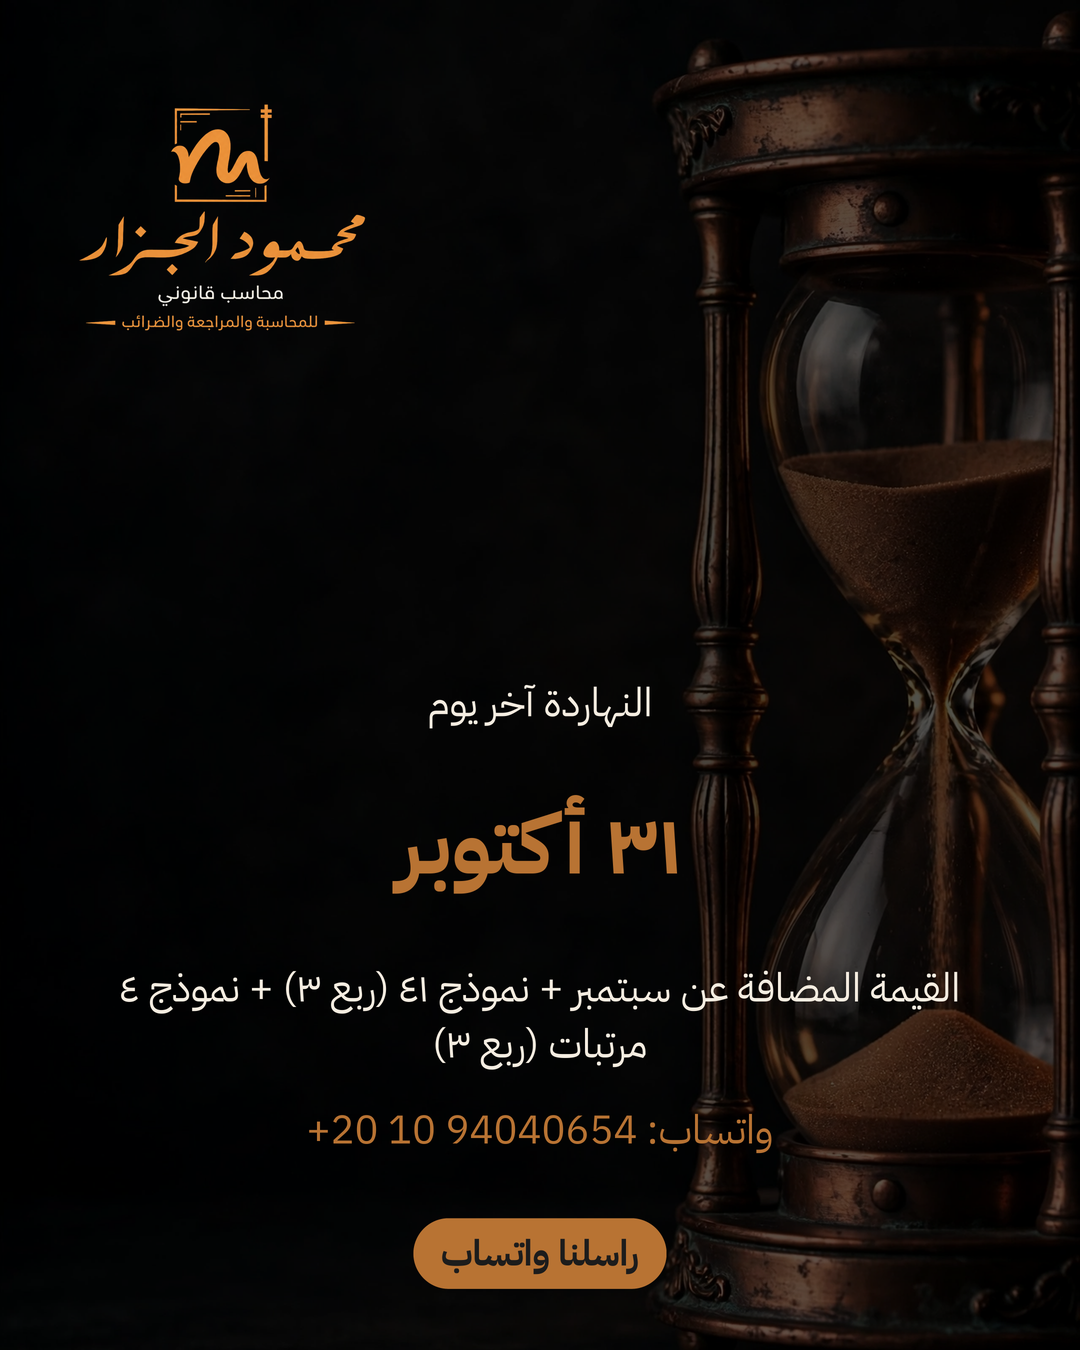 محمود الجزار
محاسب قانوني
للمحاسبة والمراجعة والضرائب
النهاردة آخر يوم
٣١ أكتوبر
القيمة المضافة عن سبتمبر + نموذج ٤١ (ربع ٣) + نموذج ٤
مرتبات (ربع ٣)
واتساب: 94040654 10 20+
راسلنا واتساب